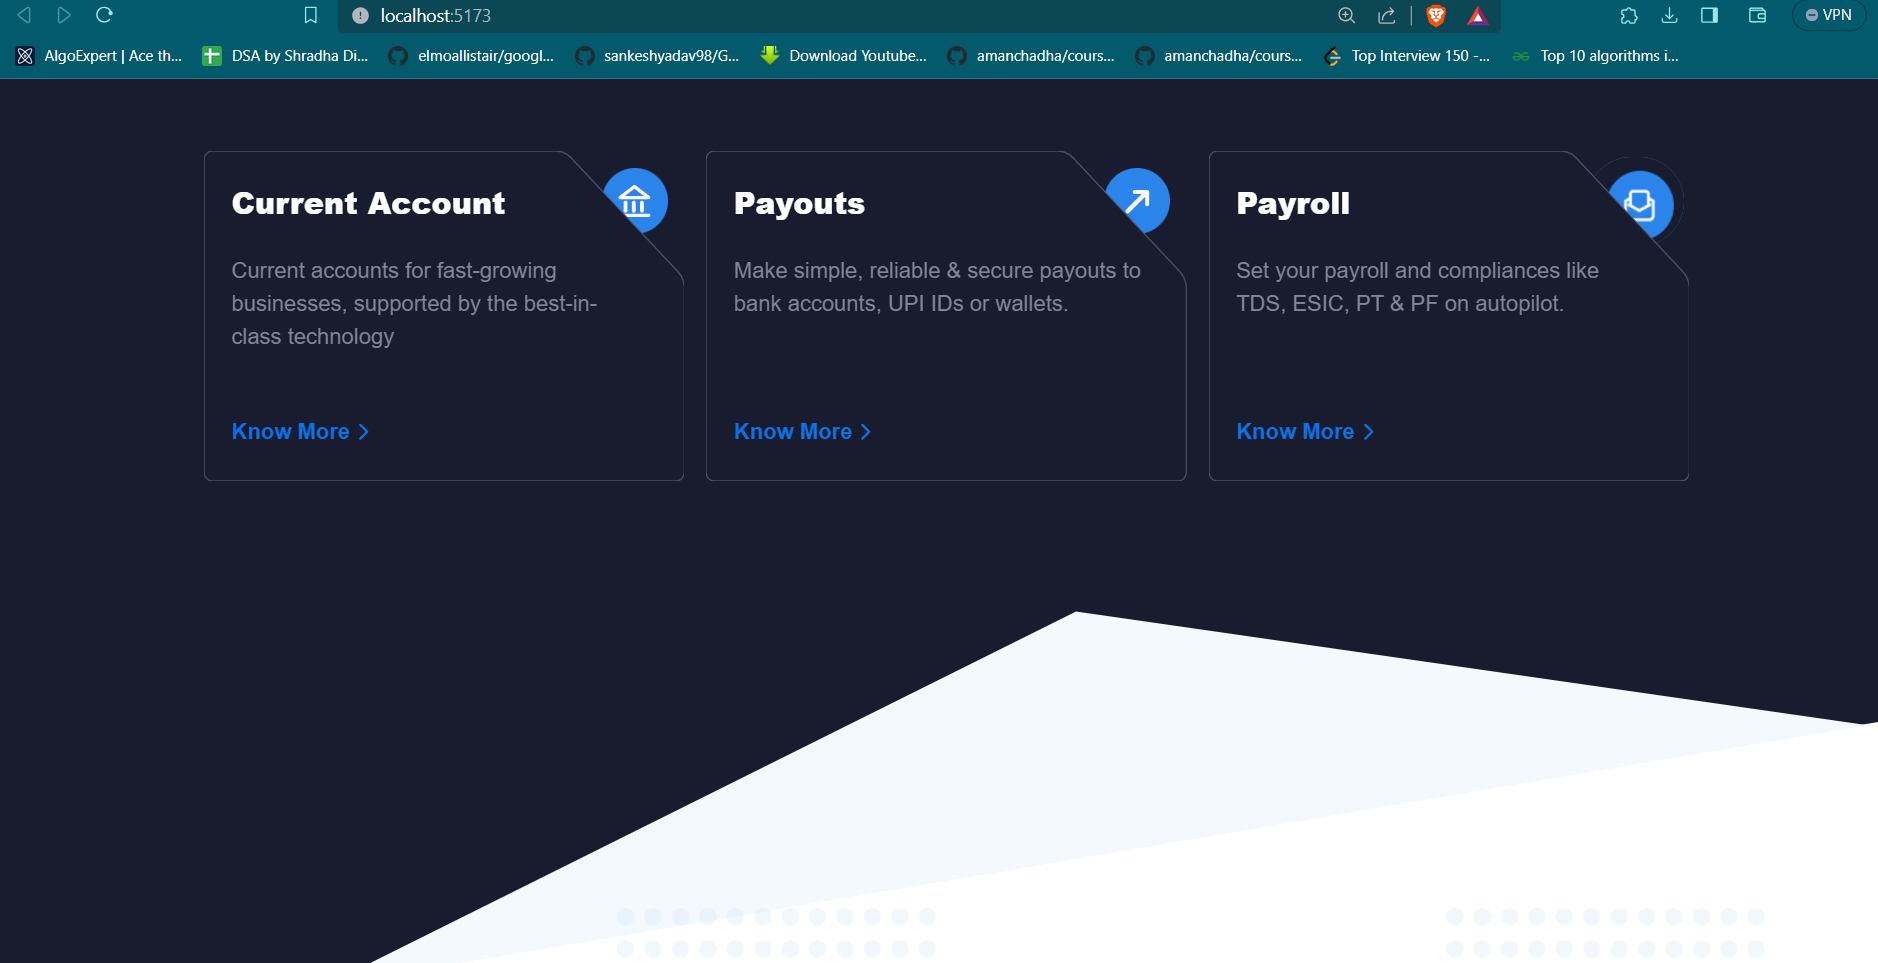 localhost:5173
VPN
AlgoExpert | Ace th...
DSA by Shradha Di...
elmoallistair/googl...
sankeshyadav98/G...
Download Youtube...
amanchadha/cours...
amanchadha/cours...
Top Interview 150 -...
Top 10 algorithms i...
Current Account
Current accounts for fast-growing
businesses, supported by the best-in-
class technology
Know More
Payouts
Make simple, reliable & secure payouts to
bank accounts, UPI IDs or wallets.
Know More
Payroll
Set your payroll and compliances like
TDS, ESIC, PT & PF on autopilot.
Know More